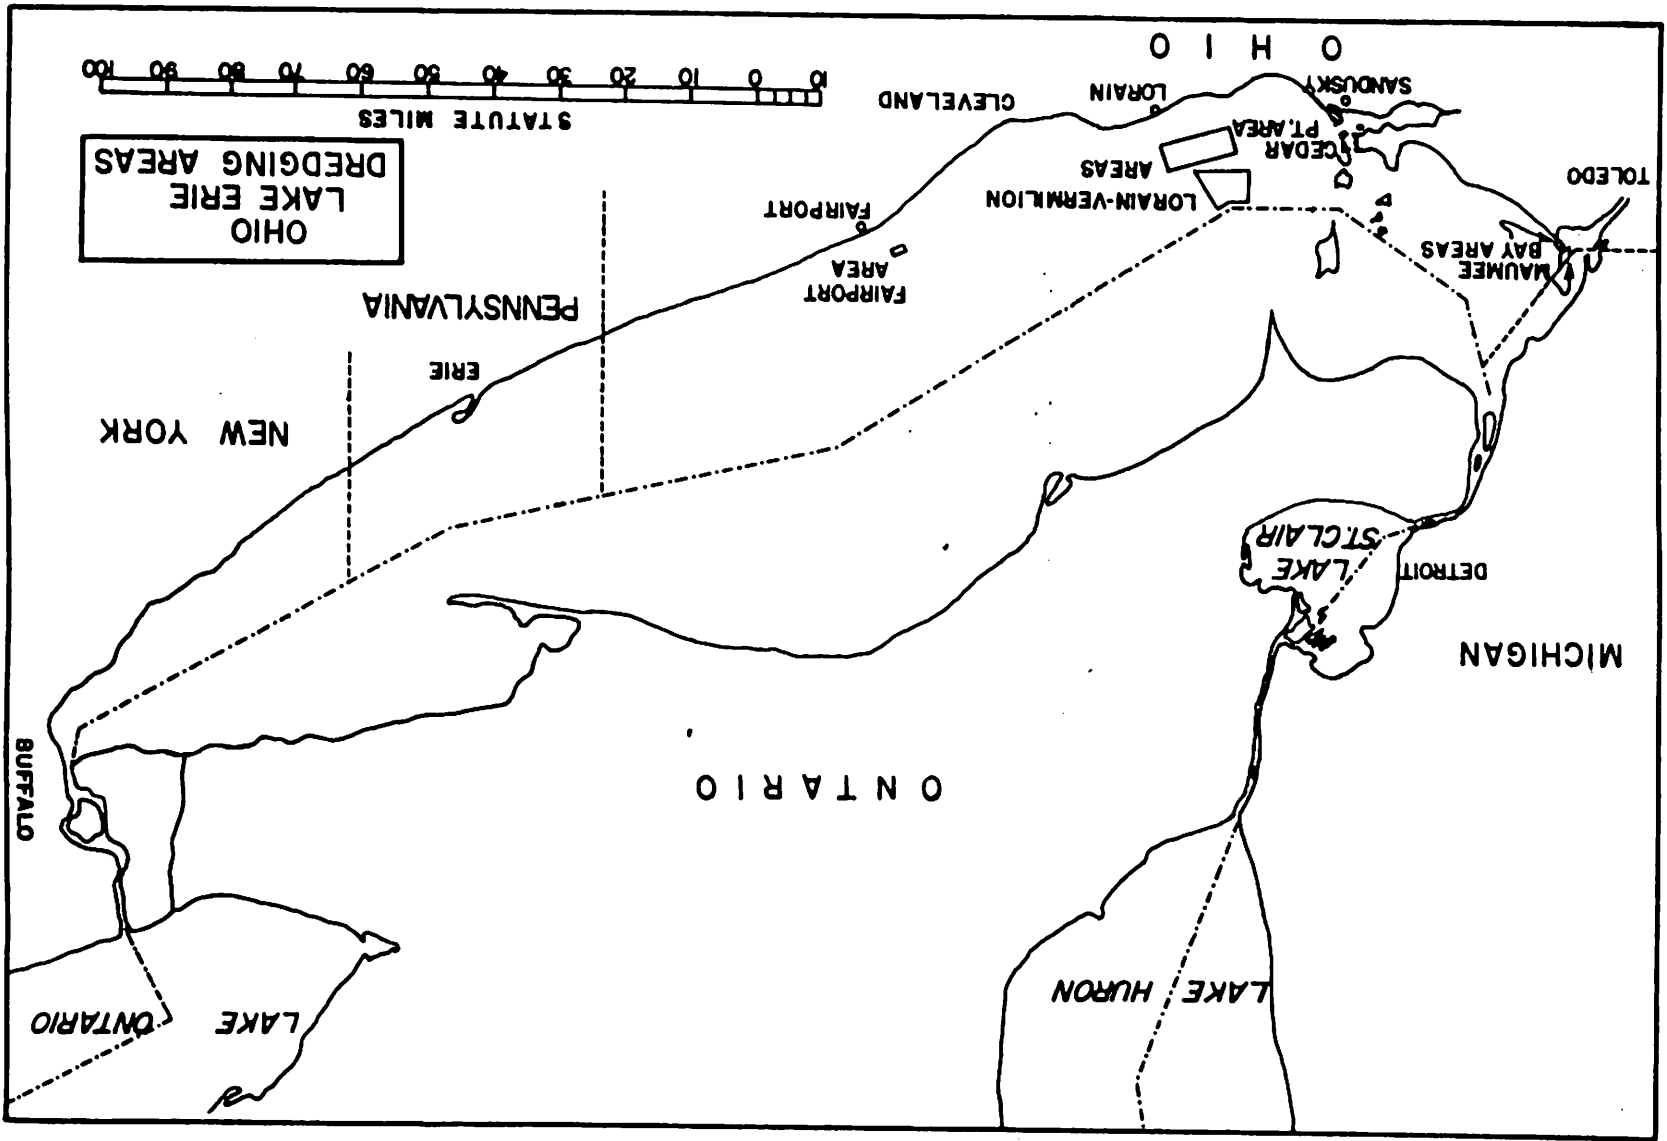 LAKE
ONTARIO
LAKE HURON
ONTARIO
BUFFALO
MICHIGAN
DETROIT
LAKE
ST.CLAIR
NEW YORK
ERIE
PENNSYLVANIA
MAUMEE
BAY AREAS
TOLEDO
FAIRPORT
AREA
FAIRPORT
LORAIN-VERMILION
AREAS
CEDAR
PT. AREA
SANDUSKY
LORAIN
CLEVELAND
OHIO
OHIO
LAKE ERIE
DREDGING AREAS
STATUTE MILES
10 0 10 20 30 40 50 60 70 80 90 100